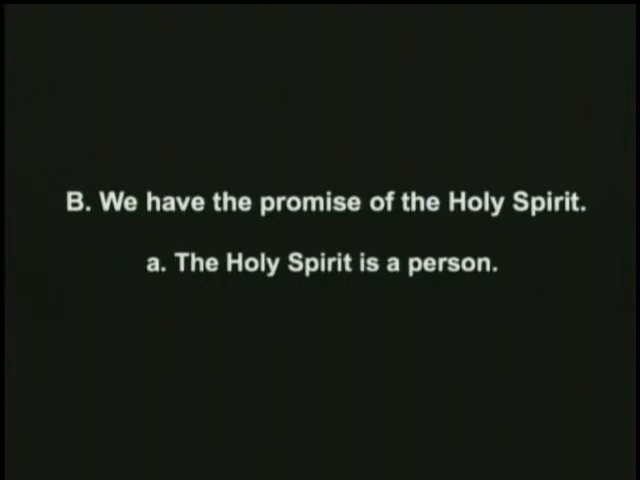 B. We have the promise of the Holy Spirit.
a. The Holy Spirit is a person.